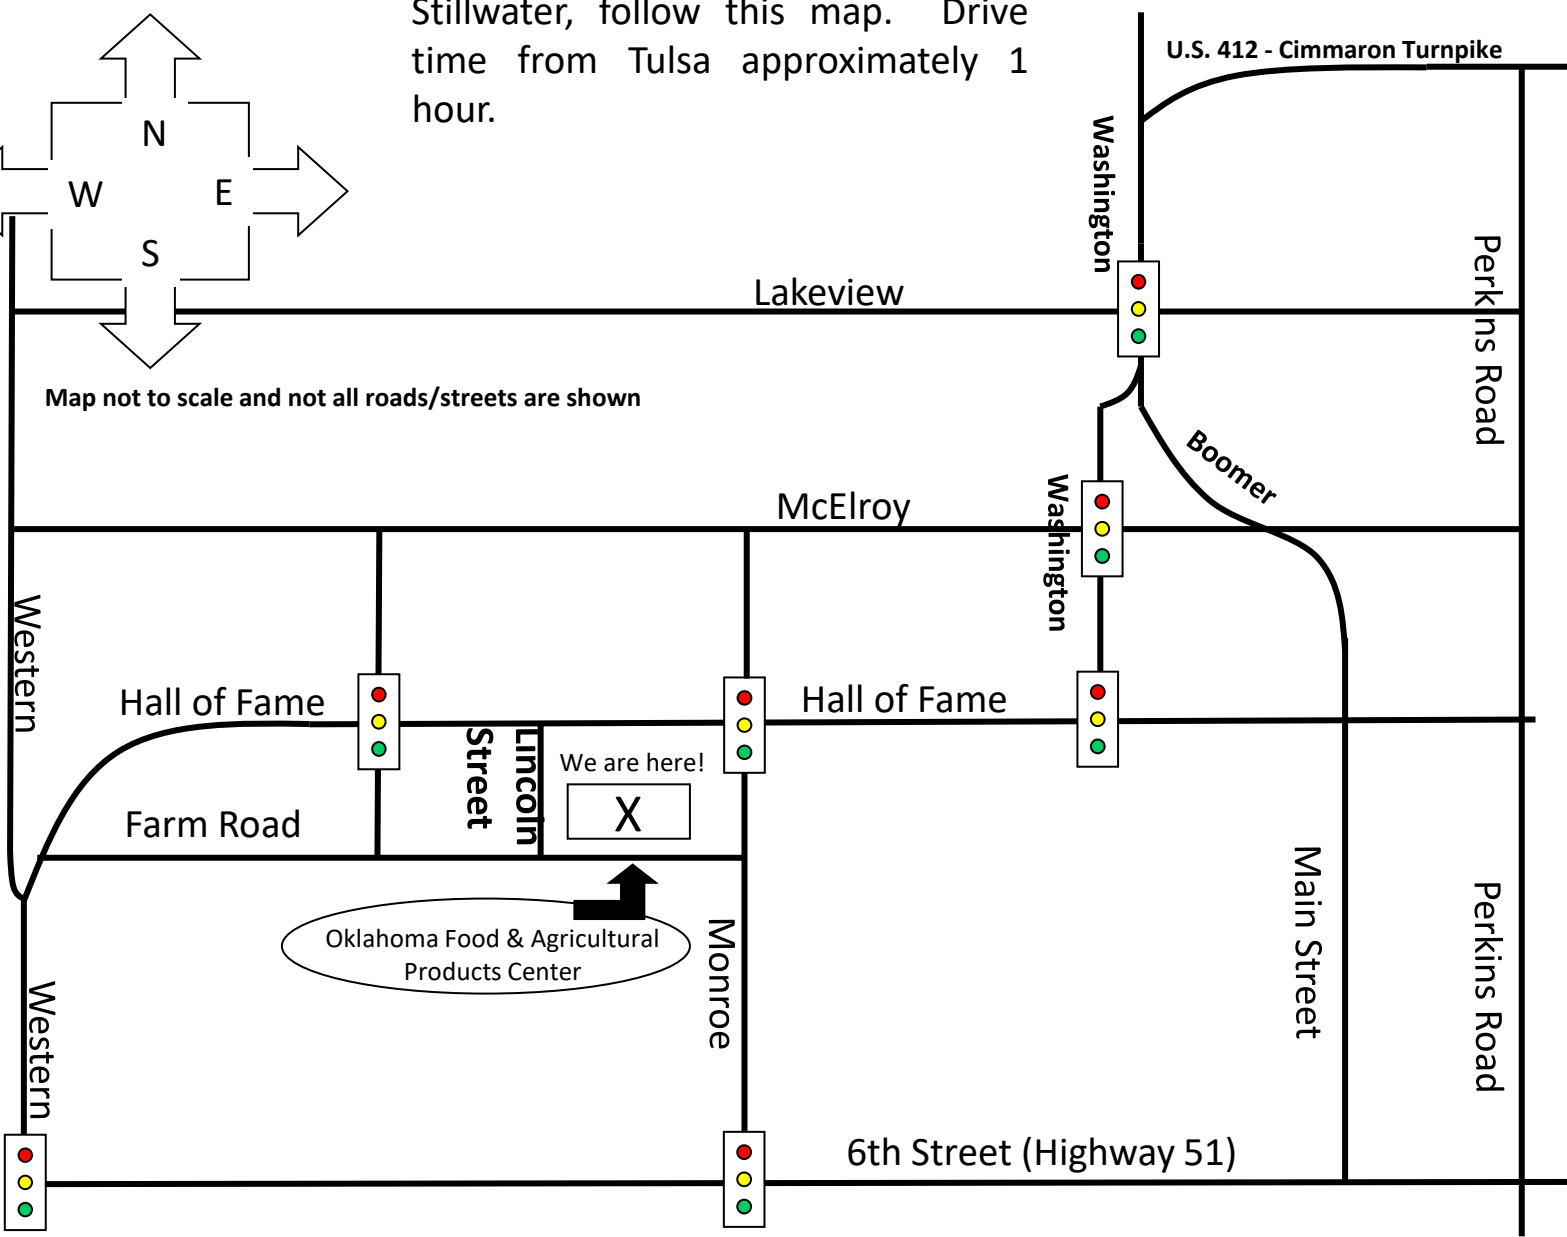 Stillwater, follow this map. Drive
time from Tulsa approximately 1
hour.
U.S. 412 - Cimmaron Turnpike
N
W E
S
Washington
Perkins Road
Lakeview
Map not to scale and not all roads/streets are shown
Boomer
McElroy
Washington
Western
Hall of Fame
Hall of Fame
Lincoln
Street
We are here!
X
Farm Road
Main Street
Perkins Road
Oklahoma Food & Agricultural
Products Center
Monroe
Western
6th Street (Highway 51)